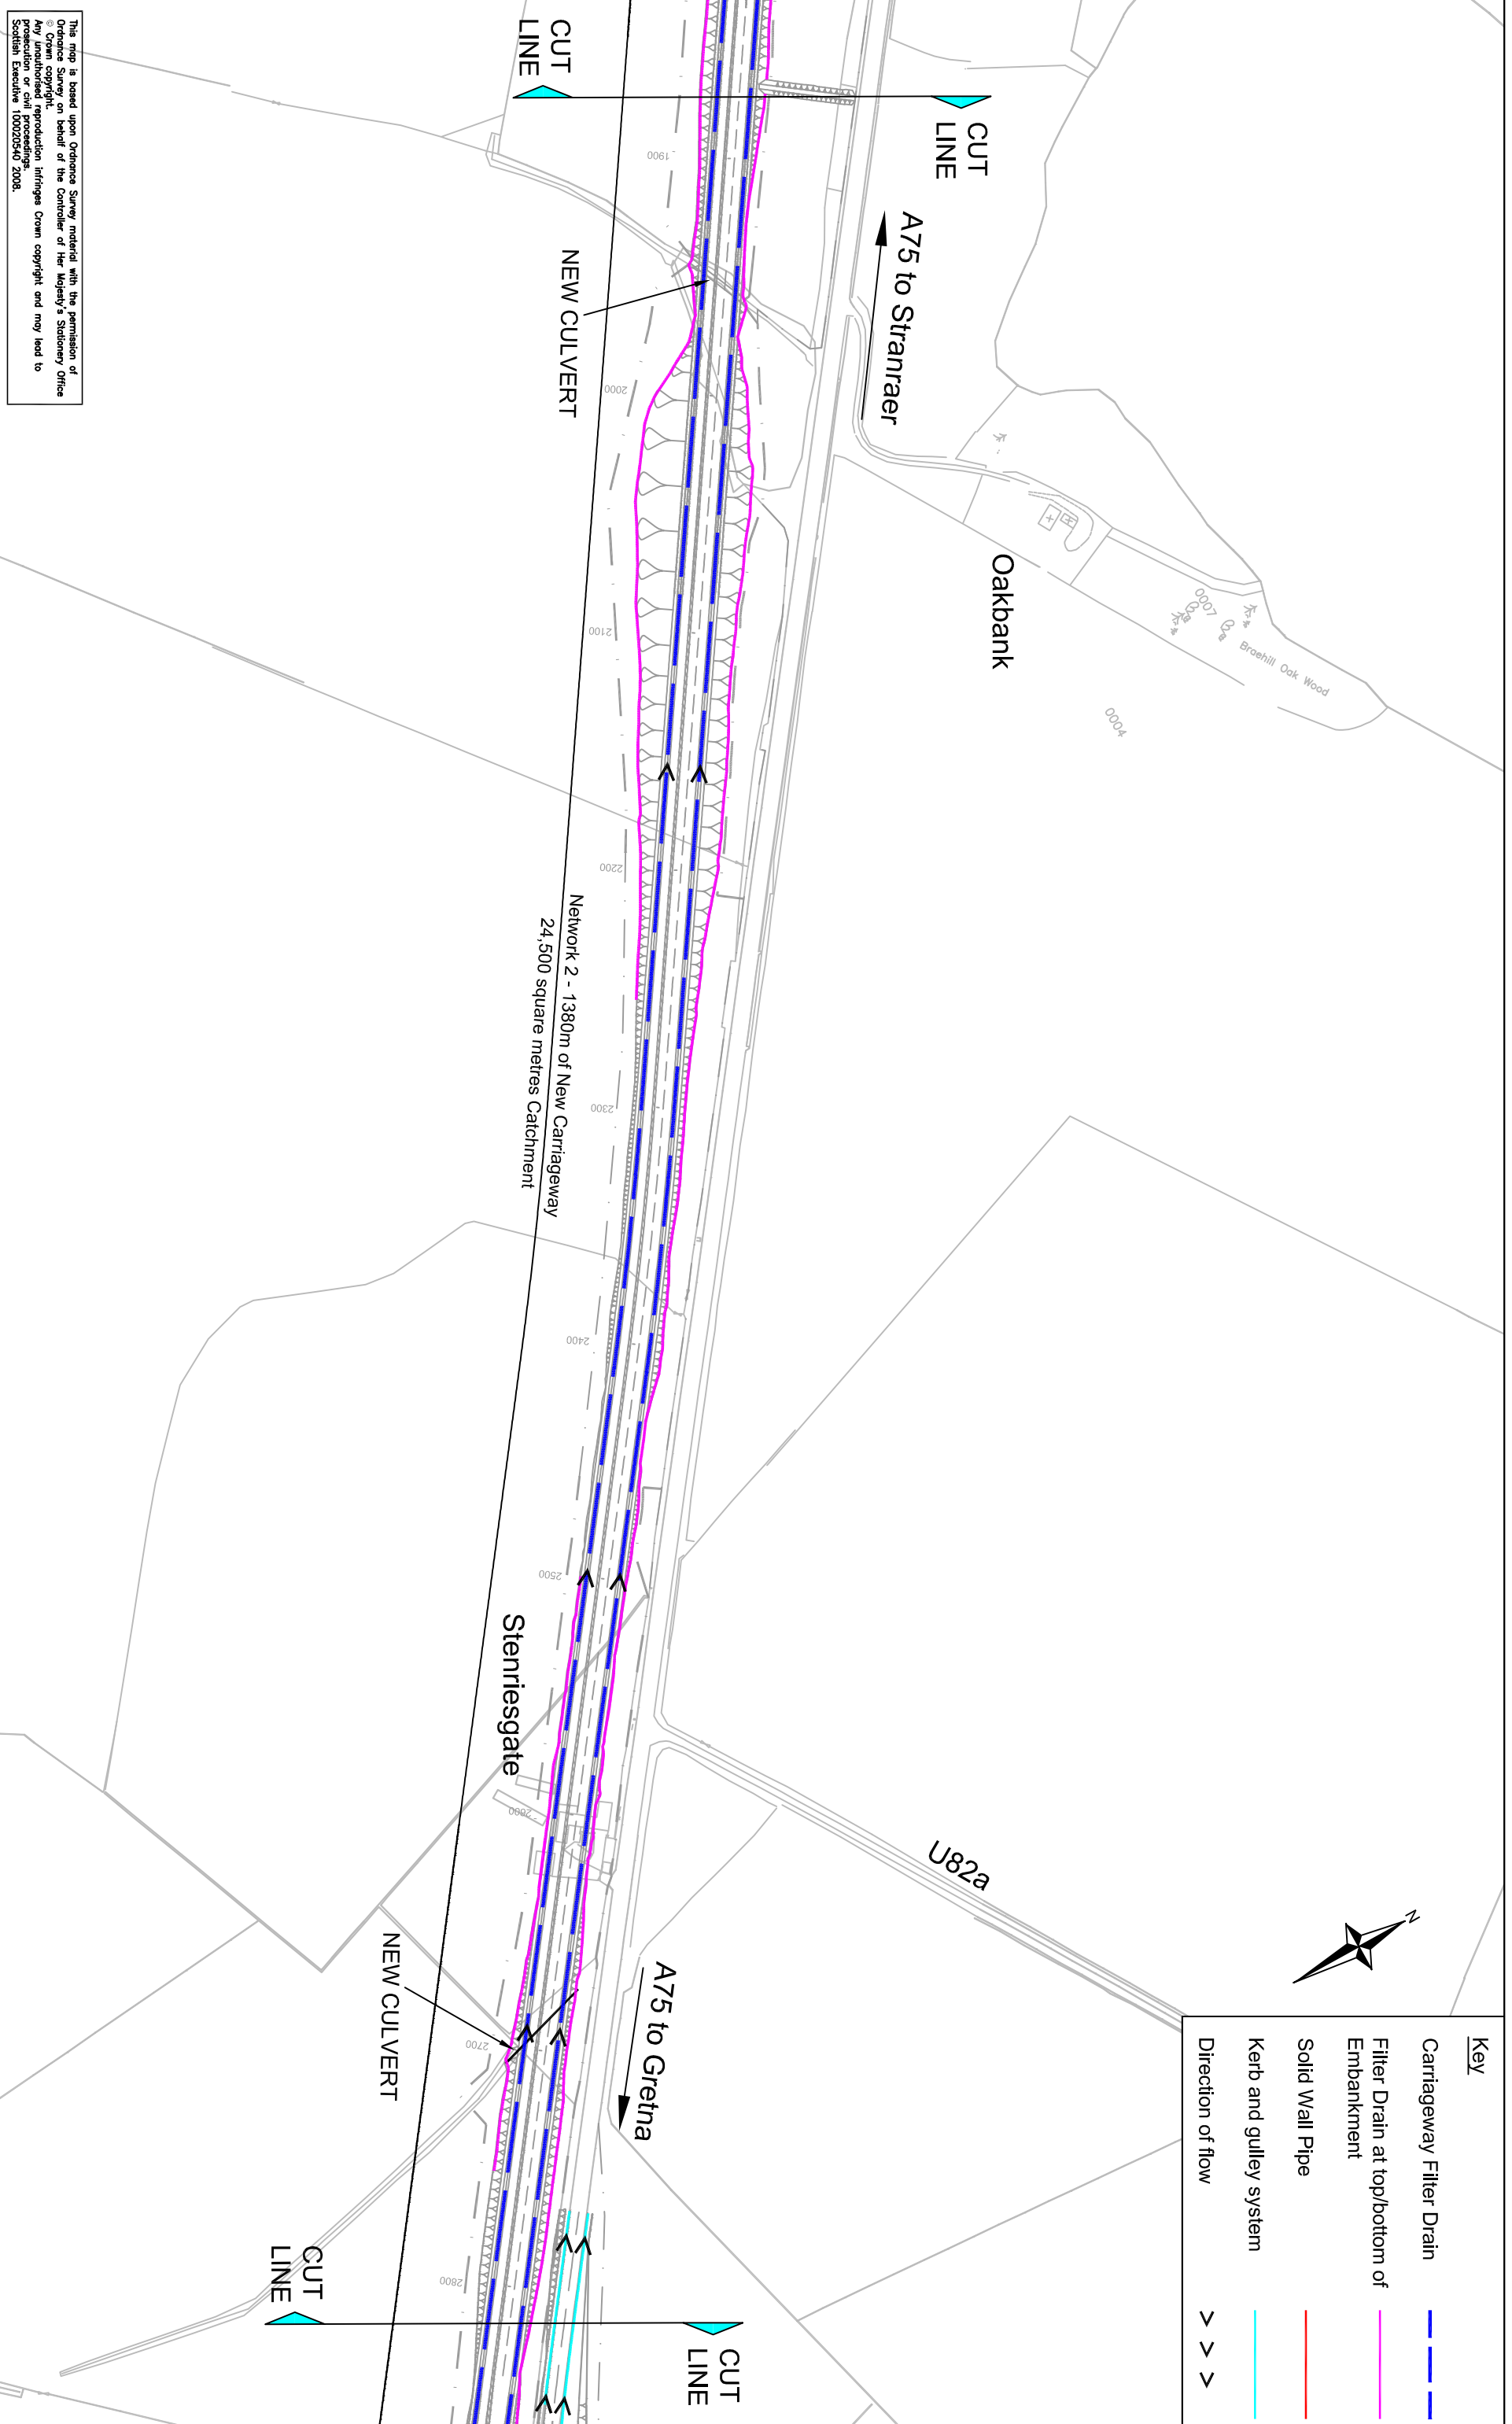 This map is based upon Ordnance Survey material with the permission of
Ordnance Survey on behalf of the Controller of Her Majesty's Stationery Office
© Crown copyright.
Any unauthorised reproduction infringes Crown copyright and may lead to
prosecution or civil proceedings.
Scottish Executive 100020540 2008.
CUT
LINE
CUT
LINE
1900
A75 to Stranraer
NEW CULVERT
2000
Oakbank
0007
Braehill Oak Wood
0004
2100
2200
Network 2 - 1380m of New Carriageway
24,500 square metres Catchment
2300
2400
2500
Stenriesgate
2600
U82a
N
NEW CULVERT
2700
A75 to Gretna
2800
CUT
LINE
CUT
LINE
Key
Carriageway Filter Drain
Filter Drain at top/bottom of
Embankment
Solid Wall Pipe
Kerb and gulley system
Direction of flow